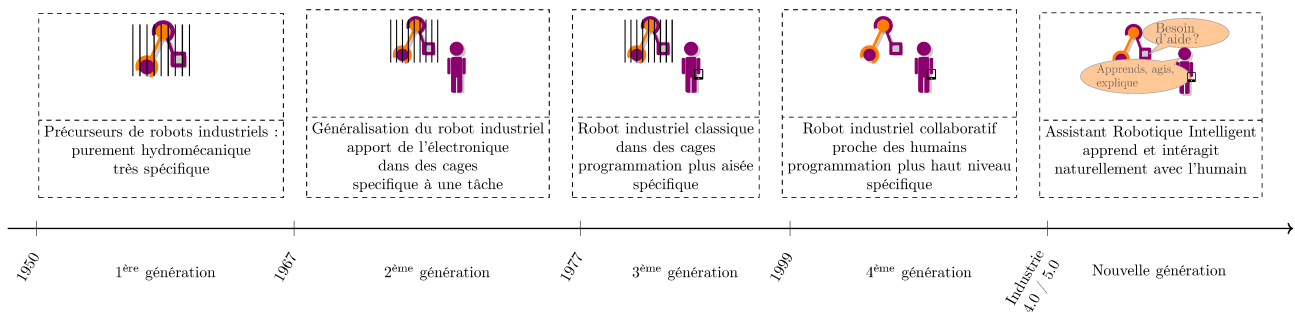 Besoin
d'aide ?
Apprends, agis,
explique
Précurseurs de robots industriels :
purement hydromécanique
très spécifique
Généralisation du robot industriel
apport de l'électronique
dans des cages
specifique à une tâche
Robot industriel classique
dans des cages
programmation plus aisée
spécifique
Robot industriel collaboratif
proche des humains
programmation plus haut niveau
spécifique
Assistant Robotique Intelligent
apprend et intéragit
naturellement avec l'humain
1950
1ère génération
1967
2ème génération
1977
3ème génération
1999
4ème génération
Industrie
4.0 / 5.0
Nouvelle génération